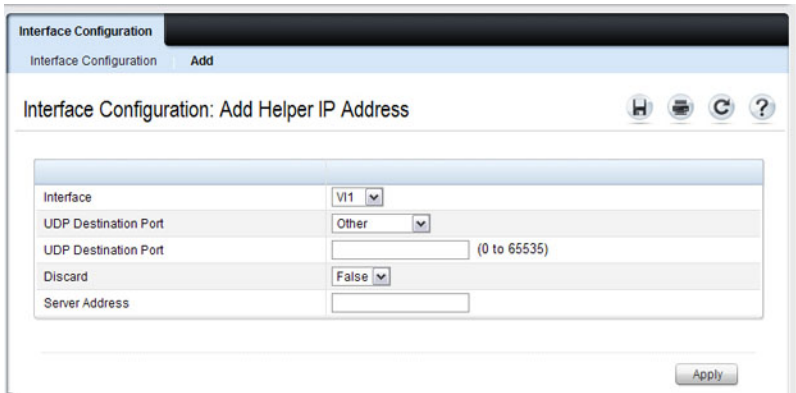 Interface Configuration
Interface Configuration Add
Interface Configuration: Add Helper IP Address
Interface VI1
UDP Destination Port Other
UDP Destination Port (0 to 65535)
Discard False
Server Address
Apply